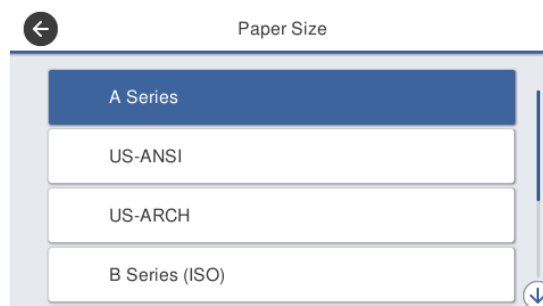 Paper Size
A Series
US-ANSI
US-ARCH
B Series (ISO)